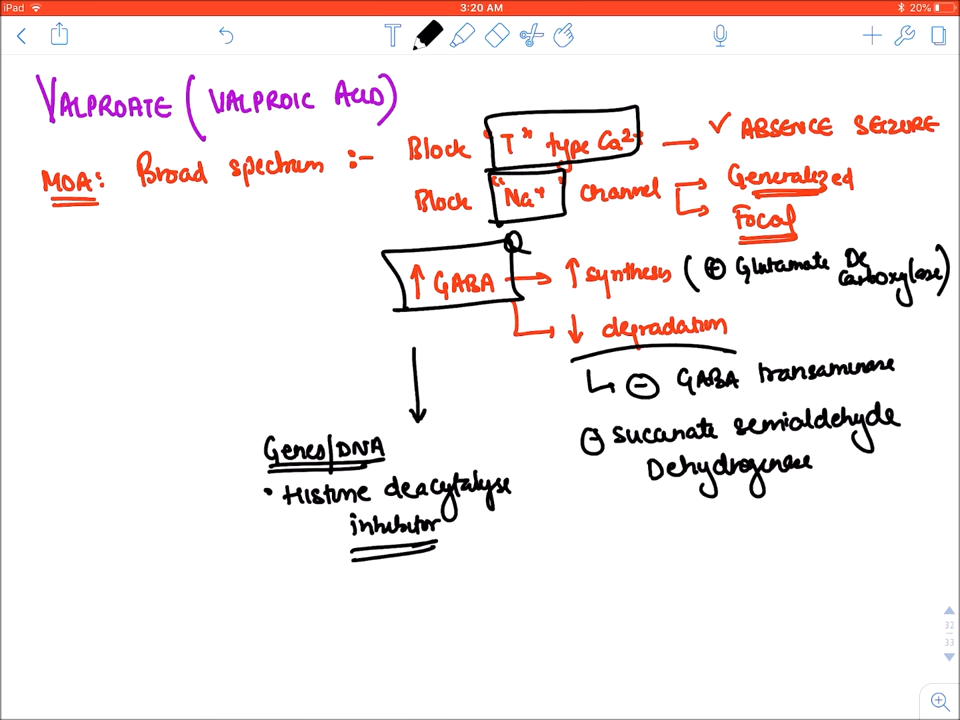 iPad
3:20 AM
20%
T
VALPROATE (VALPROIC ACID)
MOA: Broad spectrum :-
Block "T" type Ca2+ → ✓ ABSENCE SEIZURE
Block "Na+" channel → Generalized
→ Focal
↑ GABA → ↑ synthesis (⊕ Glutamate De
carboxylase)
→ ↓ degradation
↳ ⊖ GABA transaminase
⊖ Succinate semialdehyde
Dehydrogenase
Genes/DNA
• Histone deacytalyse
inhibitor
32
33